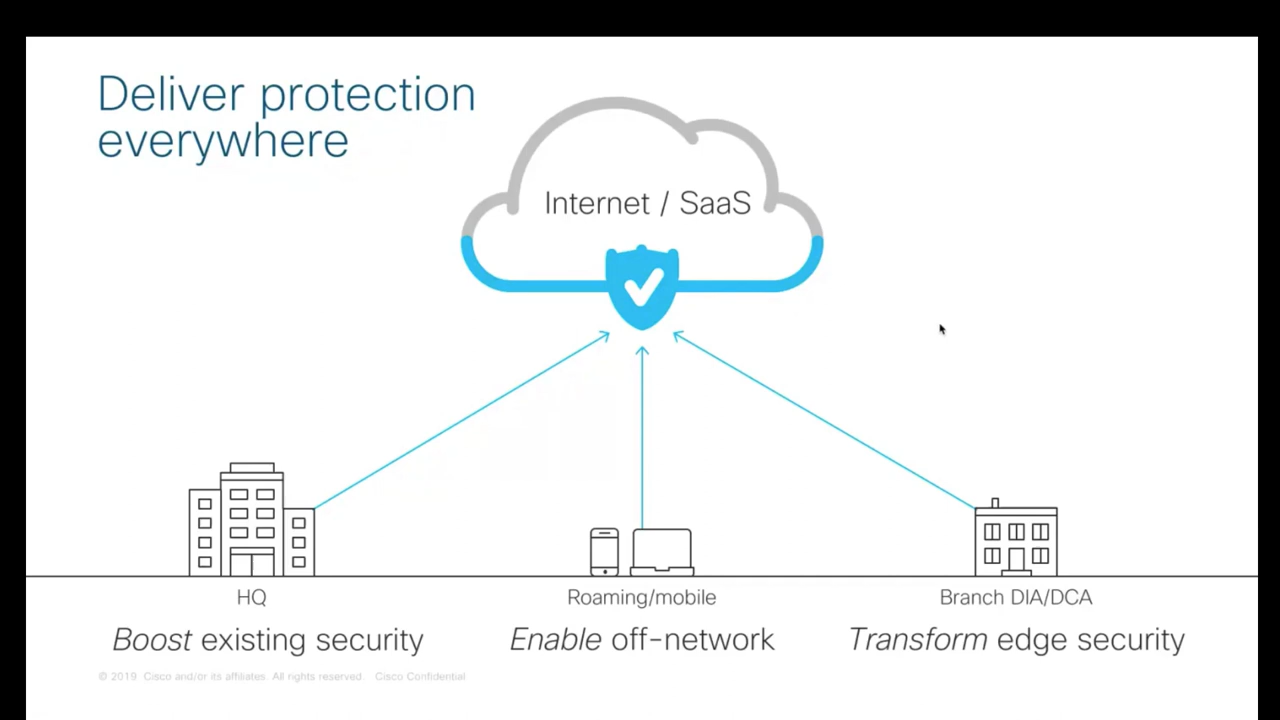 Deliver protection
everywhere
Internet / SaaS
HQ
Roaming/mobile
Branch DIA/DCA
Boost existing security
Enable off-network
Transform edge security
© 2019 Cisco and/or its affiliates. All rights reserved. Cisco Confidential